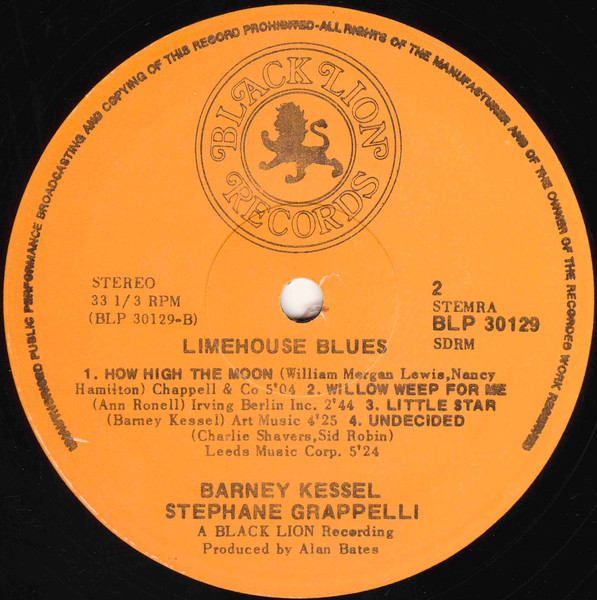 UNAUTHORISED PUBLIC PERFORMANCE BROADCASTING AND COPYING OF THIS RECORD PROHIBITED-ALL RIGHTS OF THE MANUFACTURER AND OF THE OWNER OF THE RECORDED WORK RESERVED
BLACK LION
RECORDS
STEREO
33 1/3 RPM
(BLP 30129-B)
2
STEMRA
BLP 30129
SDRM
LIMEHOUSE BLUES
1. HOW HIGH THE MOON (William Morgan Lewis,Nancy
Hamilton) Chappell & Co 5'04 2. WILLOW WEEP FOR ME
(Ann Ronell) Irving Berlin Inc. 2'44 3. LITTLE STAR
(Barney Kessel) Art Music 4'25 4. UNDECIDED
(Charlie Shavers,Sid Robin)
Leeds Music Corp. 5'24
BARNEY KESSEL
STEPHANE GRAPPELLI
A BLACK LION Recording
Produced by Alan Bates